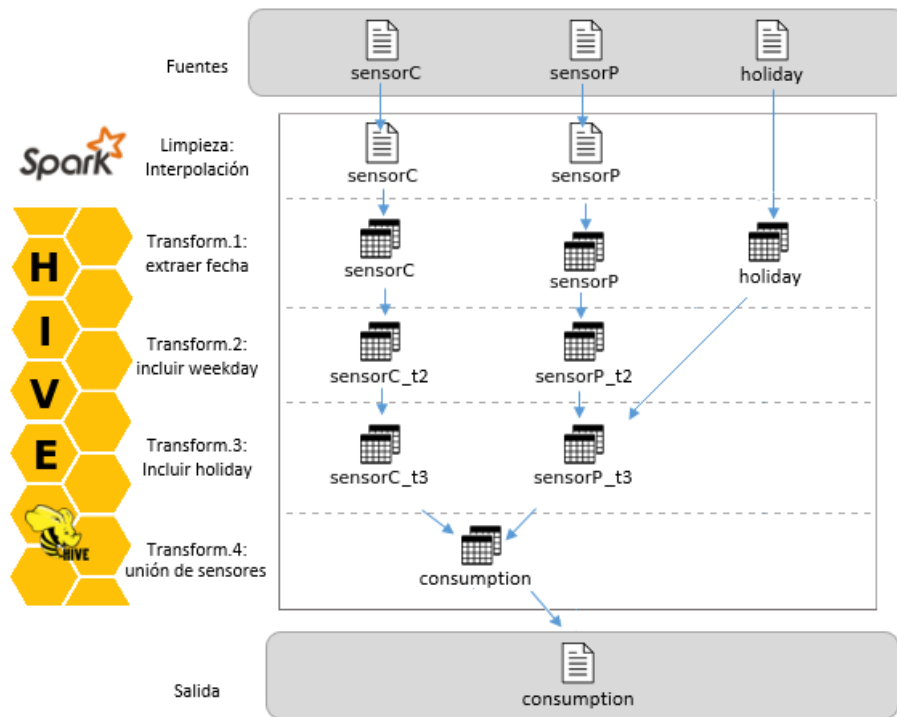 Fuentes
sensorC
sensorP
holiday
Spark
Limpieza:
Interpolación
sensorC
sensorP
HIVE
Transform.1:
extraer fecha
sensorC
sensorP
holiday
Transform.2:
incluir weekday
sensorC_t2
sensorP_t2
Transform.3:
Incluir holiday
sensorC_t3
sensorP_t3
HIVE
Transform.4:
unión de sensores
consumption
Salida
consumption